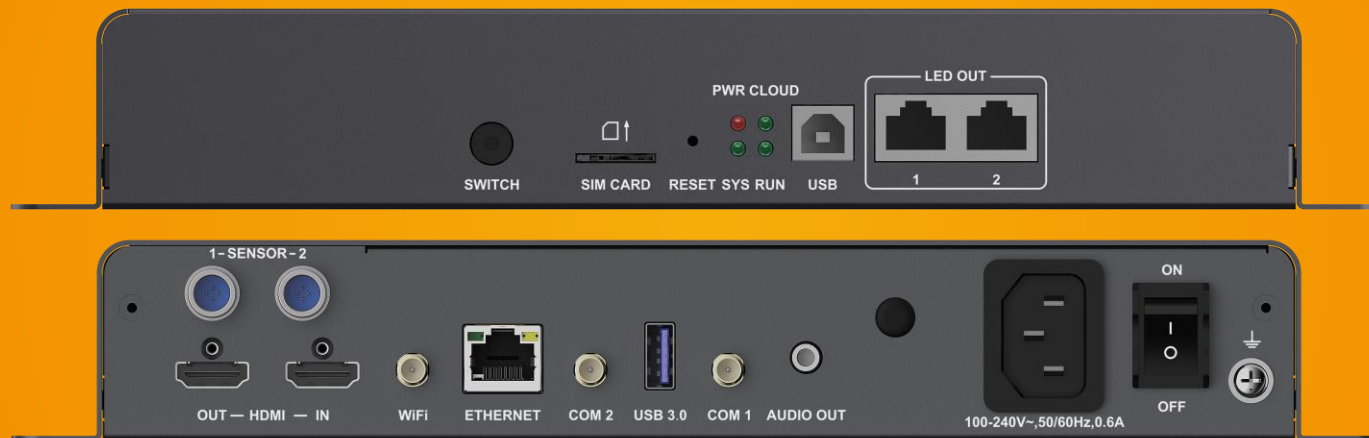 LED OUT
PWR CLOUD
SWITCH
SIM CARD
RESET SYS RUN
USB
1
2
1-SENSOR-2
OUT — HDMI — IN
WiFi
ETHERNET
COM 2
USB 3.0
COM 1
AUDIO OUT
100-240V~,50/60Hz,0.6A
ON
OFF